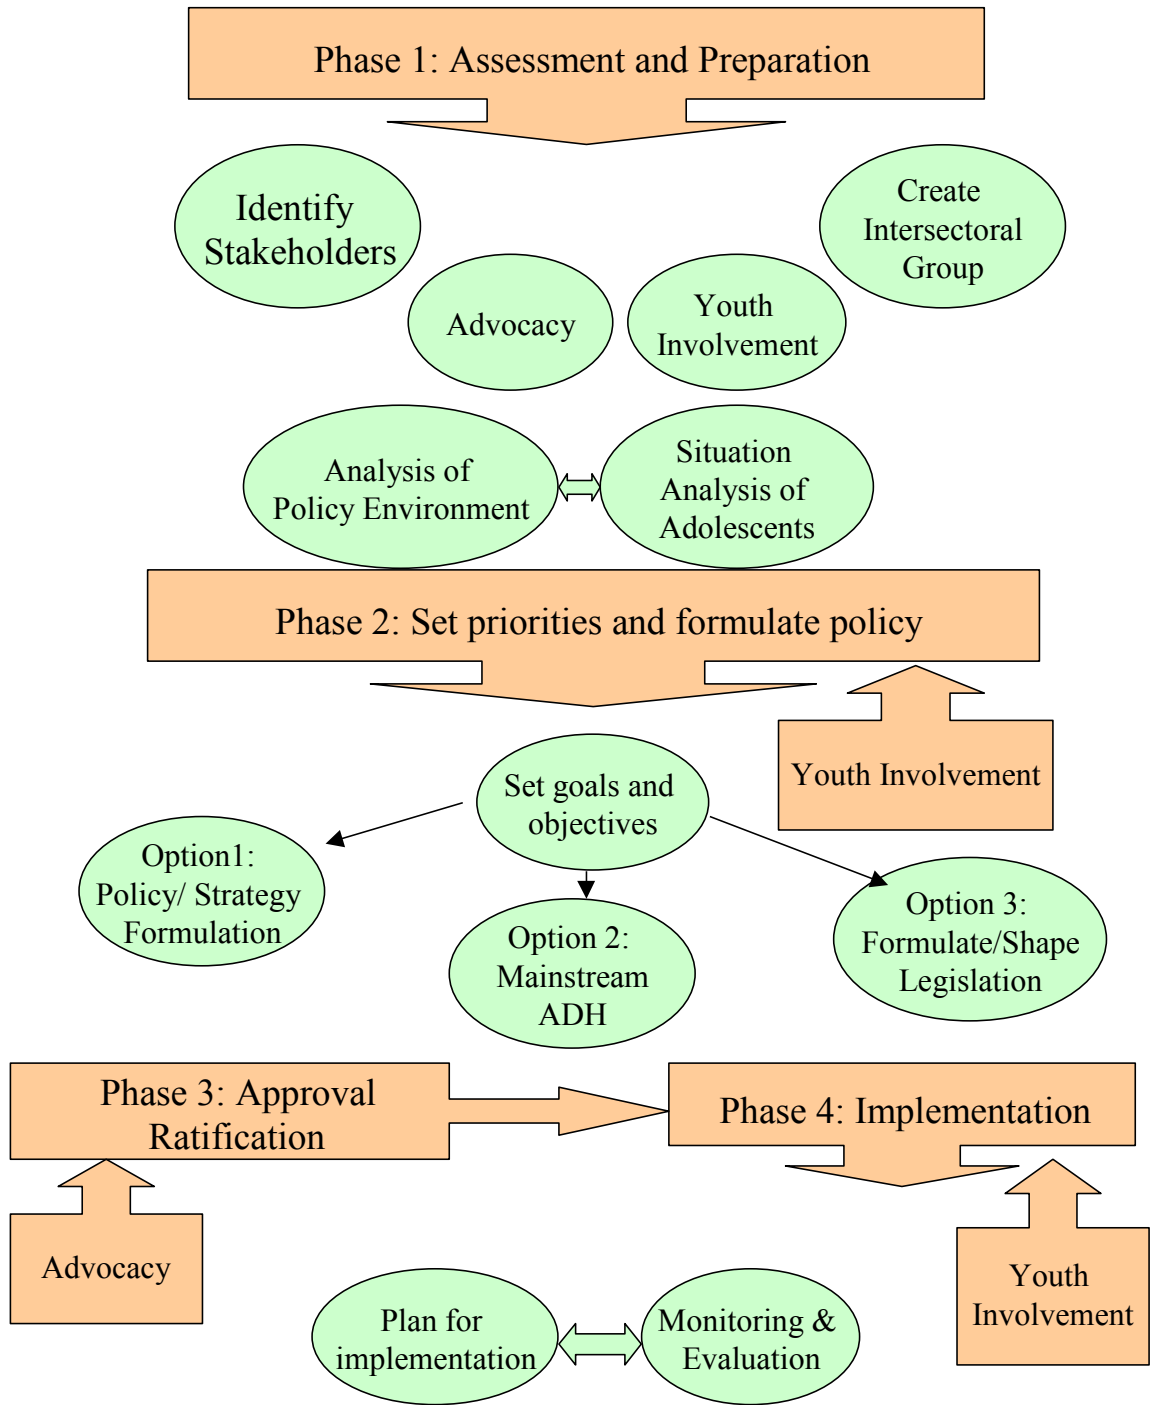 Phase 1: Assessment and Preparation
Identify
Stakeholders
Create
Intersectoral
Group
Advocacy
Youth
Involvement
Analysis of
Policy Environment
Situation
Analysis of
Adolescents
Phase 2: Set priorities and formulate policy
Youth Involvement
Set goals and
objectives
Option1:
Policy/ Strategy
Formulation
Option 2:
Mainstream
ADH
Option 3:
Formulate/Shape
Legislation
Phase 3: Approval
Ratification
Phase 4: Implementation
Advocacy
Youth
Involvement
Plan for
implementation
Monitoring &
Evaluation